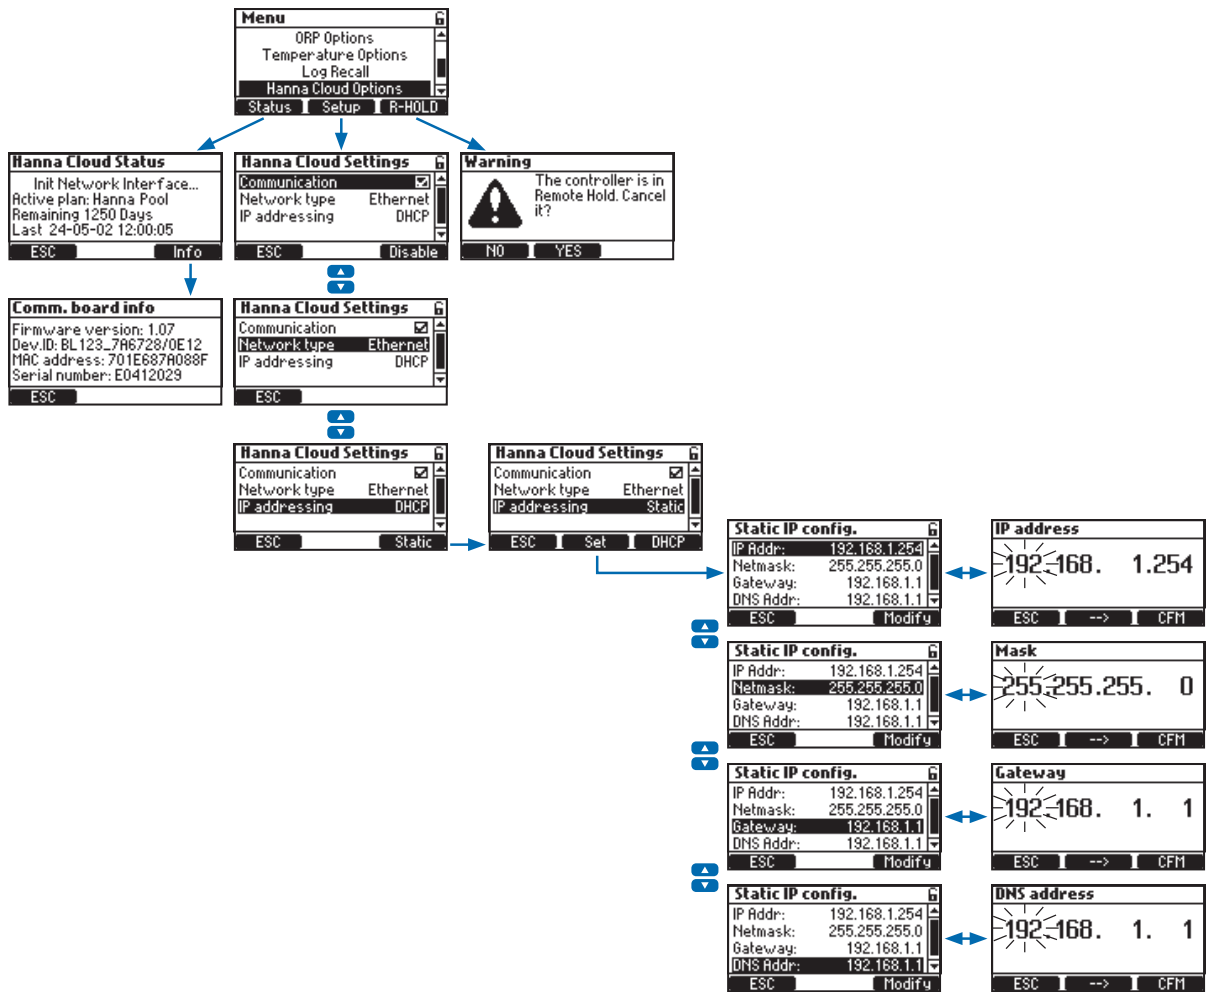 Menu
ORP Options
Temperature Options
Log Recall
Hanna Cloud Options
Status Setup R-HOLD
Hanna Cloud Status
Init Network Interface...
Active plan: Hanna Pool
Remaining 1250 Days
Last 24-05-02 12:00:05
ESC Info
Hanna Cloud Settings
Communication
Network type Ethernet
IP addressing DHCP
ESC Disable
Warning
The controller is in
Remote Hold. Cancel
it?
NO YES
Comm. board info
Firmware version: 1.07
Dev.ID: BL123_7A6728/0E12
MAC address: 701E687A088F
Serial number: E0412029
ESC
Hanna Cloud Settings
Communication
Network type Ethernet
IP addressing DHCP
ESC
Hanna Cloud Settings
Communication
Network type Ethernet
IP addressing DHCP
ESC Static
Hanna Cloud Settings
Communication
Network type Ethernet
IP addressing Static
ESC Set DHCP
Static IP config.
IP Addr: 192.168.1.254
Netmask: 255.255.255.0
Gateway: 192.168.1.1
DNS Addr: 192.168.1.1
ESC Modify
IP address
192.168. 1.254
ESC --> CFM
Static IP config.
IP Addr: 192.168.1.254
Netmask: 255.255.255.0
Gateway: 192.168.1.1
DNS Addr: 192.168.1.1
ESC Modify
Mask
255.255.255. 0
ESC --> CFM
Static IP config.
IP Addr: 192.168.1.254
Netmask: 255.255.255.0
Gateway: 192.168.1.1
DNS Addr: 192.168.1.1
ESC Modify
Gateway
192.168. 1. 1
ESC --> CFM
Static IP config.
IP Addr: 192.168.1.254
Netmask: 255.255.255.0
Gateway: 192.168.1.1
DNS Addr: 192.168.1.1
ESC Modify
DNS address
192.168. 1. 1
ESC --> CFM